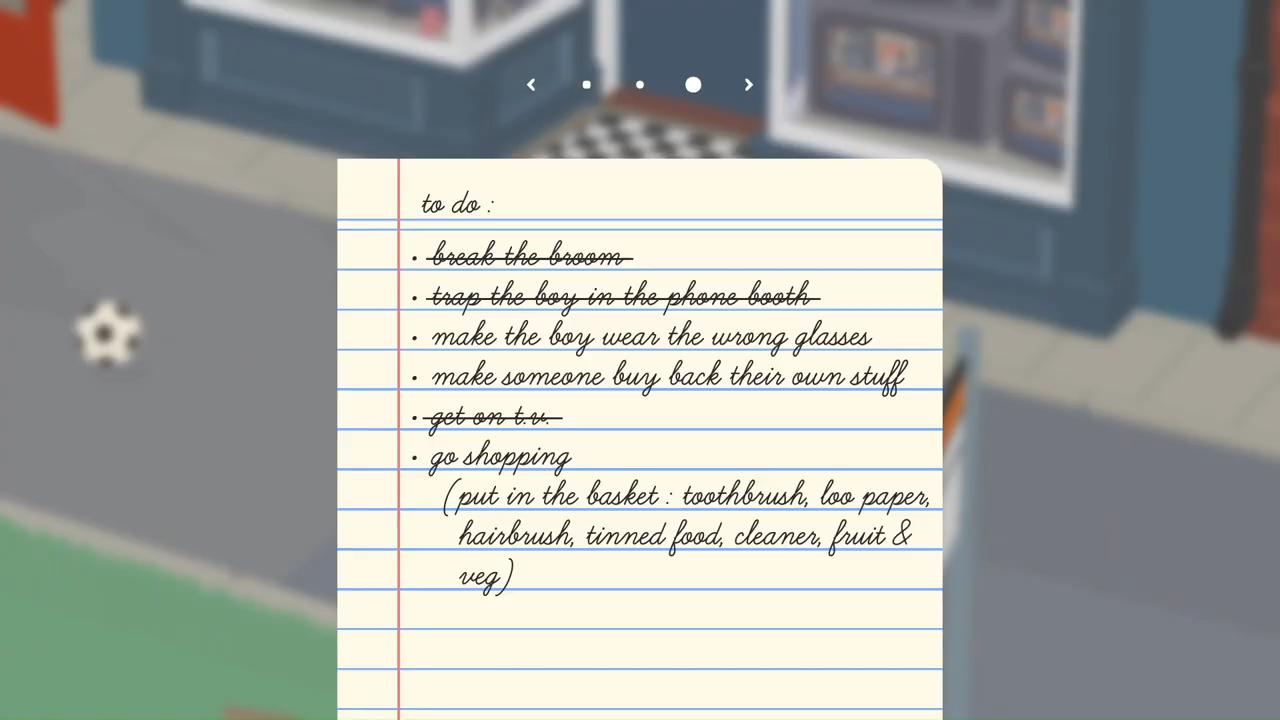 to do :
• break the broom
• trap the boy in the phone booth
• make the boy wear the wrong glasses
• make someone buy back their own stuff
• get on t.v.
• go shopping
(put in the basket : toothbrush, loo paper,
hairbrush, tinned food, cleaner, fruit &
veg)